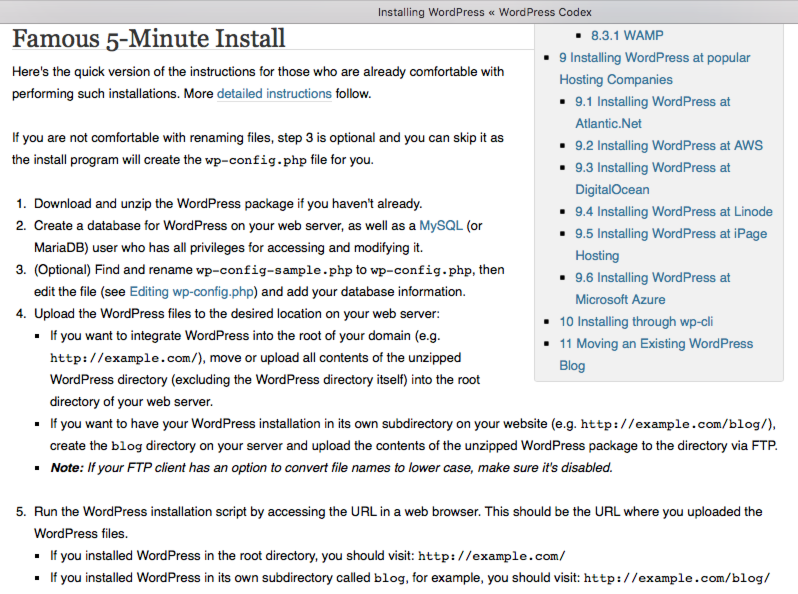 Installing WordPress « WordPress Codex
Famous 5-Minute Install
Here's the quick version of the instructions for those who are already comfortable with
performing such installations. More detailed instructions follow.
If you are not comfortable with renaming files, step 3 is optional and you can skip it as
the install program will create the wp-config.php file for you.
1. Download and unzip the WordPress package if you haven't already.
2. Create a database for WordPress on your web server, as well as a MySQL (or
MariaDB) user who has all privileges for accessing and modifying it.
3. (Optional) Find and rename wp-config-sample.php to wp-config.php, then
edit the file (see Editing wp-config.php) and add your database information.
4. Upload the WordPress files to the desired location on your web server:
▪ If you want to integrate WordPress into the root of your domain (e.g.
http://example.com/), move or upload all contents of the unzipped
WordPress directory (excluding the WordPress directory itself) into the root
directory of your web server.
▪ If you want to have your WordPress installation in its own subdirectory on your website (e.g. http://example.com/blog/),
create the blog directory on your server and upload the contents of the unzipped WordPress package to the directory via FTP.
▪ Note: If your FTP client has an option to convert file names to lower case, make sure it's disabled.
5. Run the WordPress installation script by accessing the URL in a web browser. This should be the URL where you uploaded the
WordPress files.
▪ If you installed WordPress in the root directory, you should visit: http://example.com/
▪ If you installed WordPress in its own subdirectory called blog, for example, you should visit: http://example.com/blog/
▪ 8.3.1 WAMP
▪ 9 Installing WordPress at popular
Hosting Companies
▪ 9.1 Installing WordPress at
Atlantic.Net
▪ 9.2 Installing WordPress at AWS
▪ 9.3 Installing WordPress at
DigitalOcean
▪ 9.4 Installing WordPress at Linode
▪ 9.5 Installing WordPress at iPage
Hosting
▪ 9.6 Installing WordPress at
Microsoft Azure
▪ 10 Installing through wp-cli
▪ 11 Moving an Existing WordPress
Blog